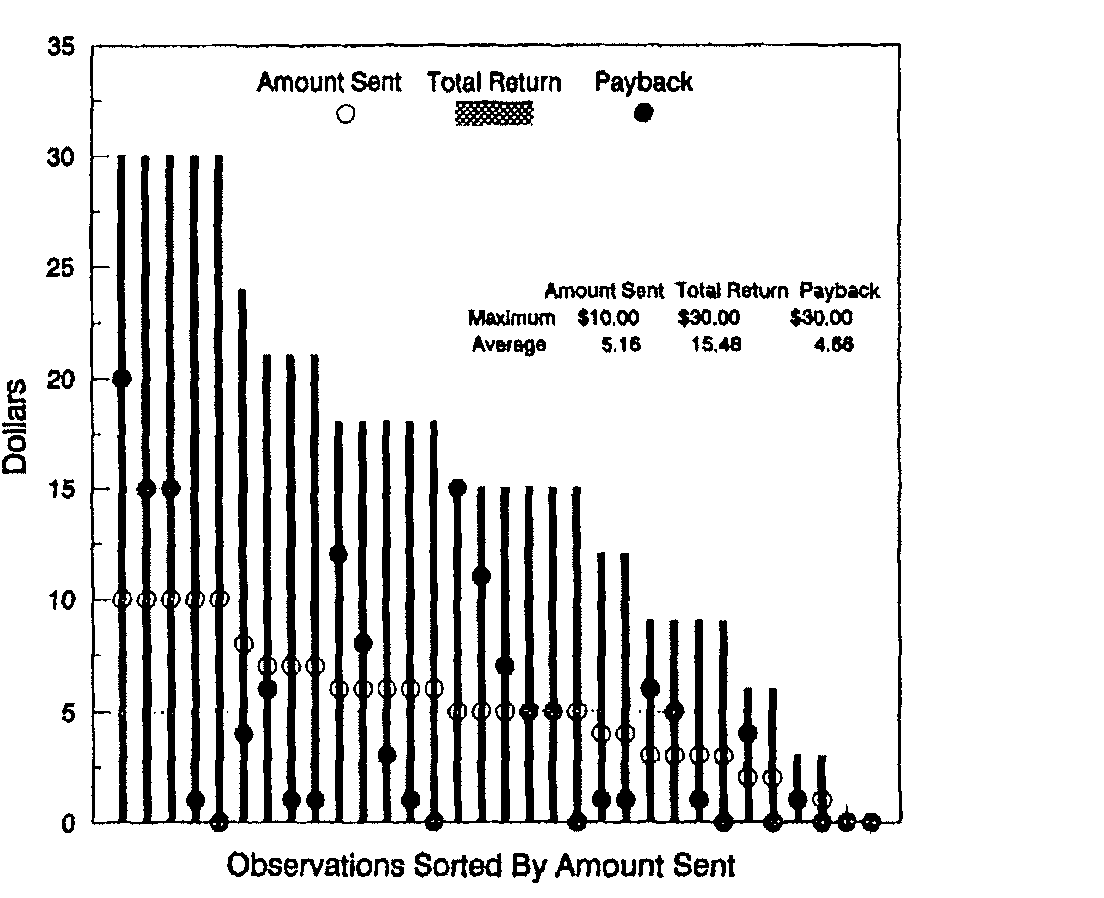 35
Amount Sent Total Return Payback
30
25
Amount Sent Total Return Payback
Maximum $10.00 $30.00 $30.00
Average 5.16 15.48 4.66
20
Dollars
15
10
5
0
Observations Sorted By Amount Sent